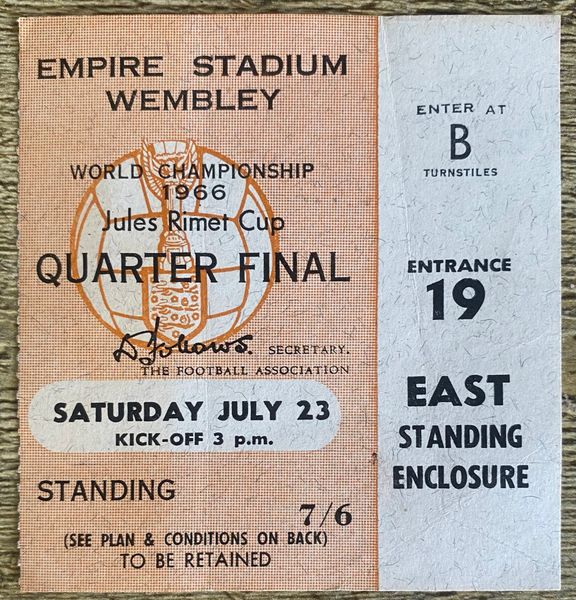 EMPIRE STADIUM
WEMBLEY
WORLD CHAMPIONSHIP
1966
Jules Rimet Cup
QUARTER FINAL
D Follows. SECRETARY.
THE FOOTBALL ASSOCIATION
SATURDAY JULY 23
KICK-OFF 3 p.m.
STANDING
7/6
(SEE PLAN & CONDITIONS ON BACK)
TO BE RETAINED
ENTER AT
B
TURNSTILES
ENTRANCE
19
EAST
STANDING
ENCLOSURE